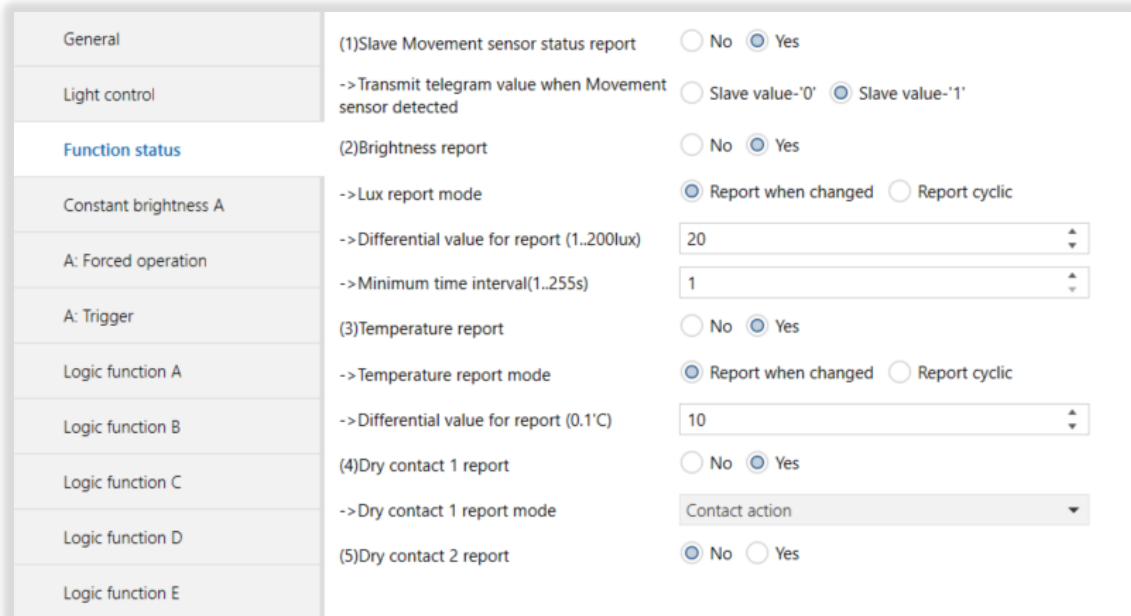 General
Light control
Function status
Constant brightness A
A: Forced operation
A: Trigger
Logic function A
Logic function B
Logic function C
Logic function D
Logic function E
(1)Slave Movement sensor status report No Yes
->Transmit telegram value when Movement
sensor detected Slave value-'0' Slave value-'1'
(2)Brightness report No Yes
->Lux report mode Report when changed Report cyclic
->Differential value for report (1..200lux) 20
->Minimum time interval(1..255s) 1
(3)Temperature report No Yes
->Temperature report mode Report when changed Report cyclic
->Differential value for report (0.1'C) 10
(4)Dry contact 1 report No Yes
->Dry contact 1 report mode Contact action
(5)Dry contact 2 report No Yes